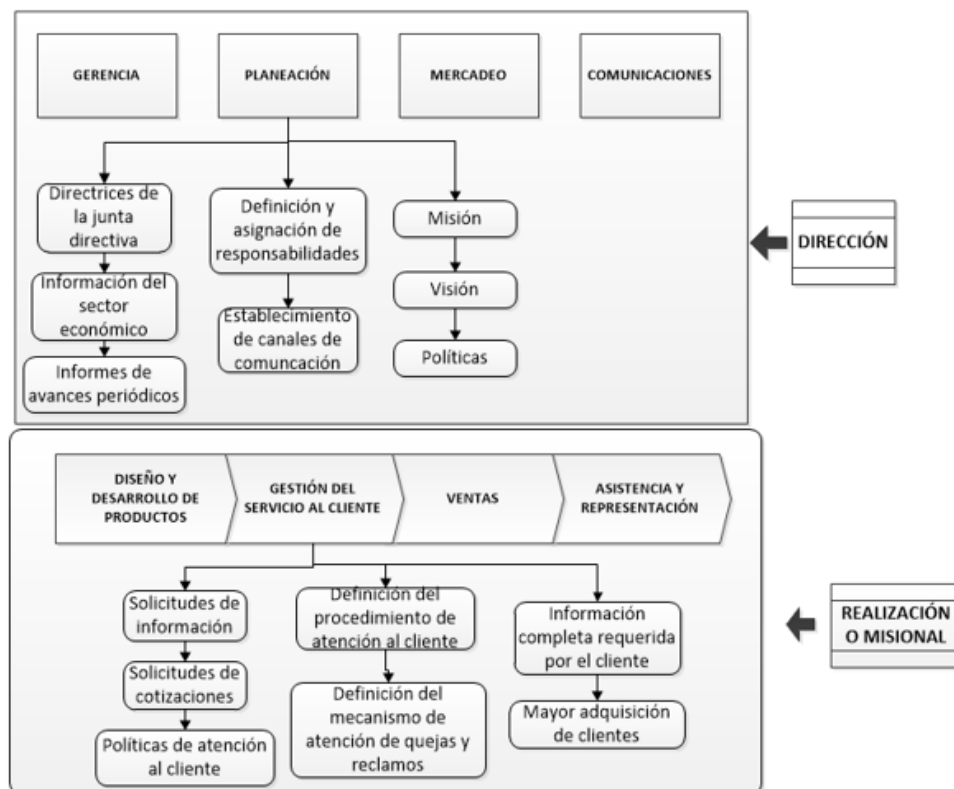 GERENCIA
PLANEACIÓN
MERCADEO
COMUNICACIONES
Directrices de
la junta
directiva
Información del
sector
económico
Informes de
avances periódicos
Definición y
asignación de
responsabilidades
Establecimiento
de canales de
comuncación
Misión
Visión
Políticas
DIRECCIÓN
DISEÑO Y
DESARROLLO DE
PRODUCTOS
GESTIÓN DEL
SERVICIO AL CLIENTE
VENTAS
ASISTENCIA Y
REPRESENTACIÓN
Solicitudes de
información
Solicitudes de
cotizaciones
Políticas de atención
al cliente
Definición del
procedimiento de
atención al cliente
Definición del
mecanismo de
atención de quejas y
reclamos
Información
completa requerida
por el cliente
Mayor adquisición
de clientes
REALIZACIÓN
O MISIONAL